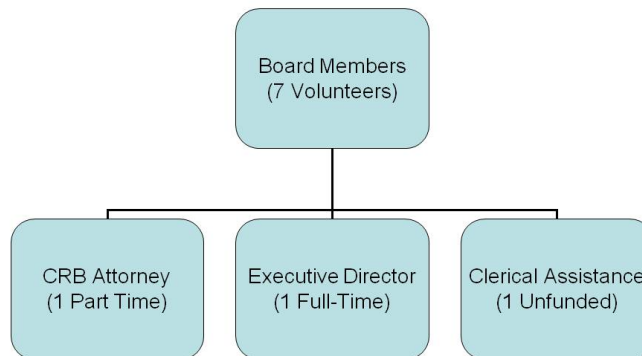 Board Members
(7 Volunteers)
CRB Attorney
(1 Part Time)
Executive Director
(1 Full-Time)
Clerical Assistance
(1 Unfunded)